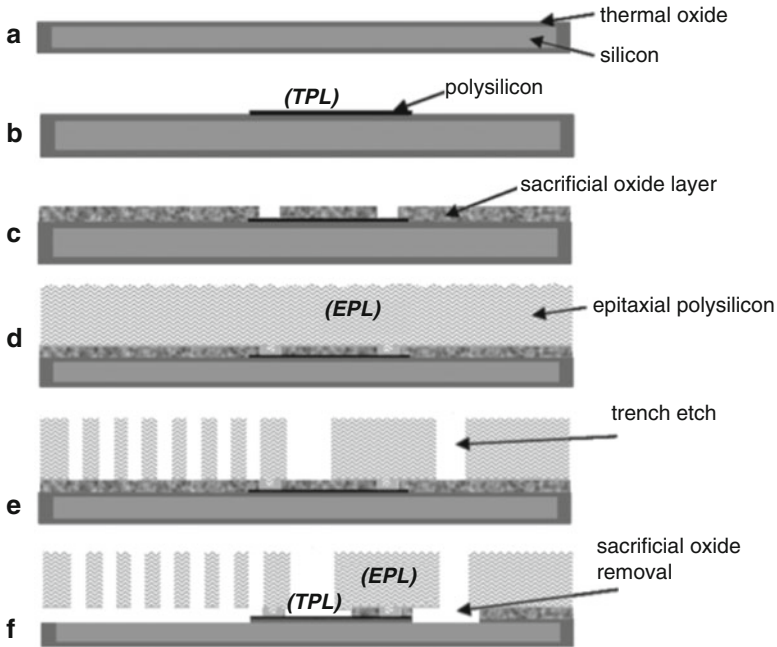 a
thermal oxide
silicon
b
(TPL)
polysilicon
c
sacrificial oxide layer
d
(EPL)
epitaxial polysilicon
e
trench etch
f
(TPL)
(EPL)
sacrificial oxide
removal